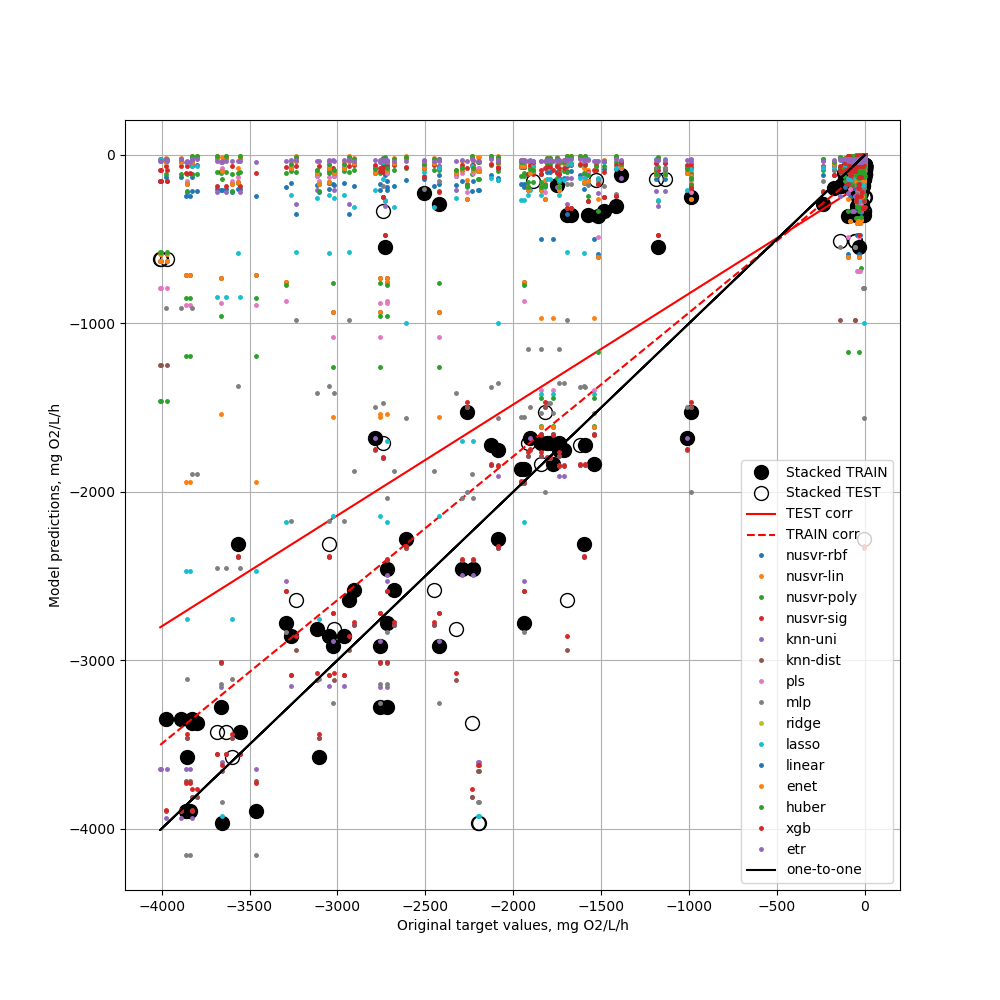 0
−1000
−2000
−3000
−4000
Model predictions, mg O2/L/h
−4000 −3500 −3000 −2500 −2000 −1500 −1000 −500 0
Original target values, mg O2/L/h
Stacked TRAIN
Stacked TEST
TEST corr
TRAIN corr
nusvr-rbf
nusvr-lin
nusvr-poly
nusvr-sig
knn-uni
knn-dist
pls
mlp
ridge
lasso
linear
enet
huber
xgb
etr
one-to-one